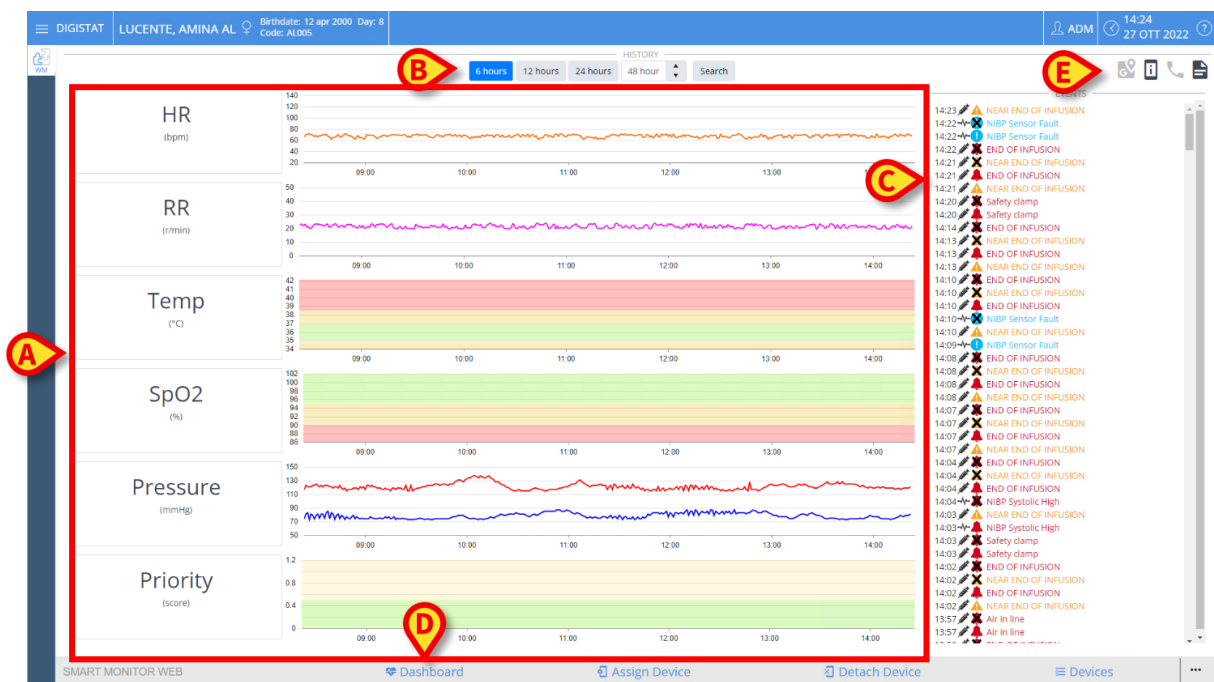 DIGISTAT
LUCENTE, AMINA AL
Birthdate: 12 apr 2000 Day: 8
Code: AL005
ADM
14:24
27 OTT 2022
WM
HISTORY
6 hours 12 hours 24 hours 48 hour Search
B
E
EVENTS
A
C
D
HR
(bpm)
140
120
100
80
60
40
20
09:00 10:00 11:00 12:00 13:00
RR
(r/min)
50
40
30
20
10
0
09:00 10:00 11:00 12:00 13:00 14:00
Temp
(°C)
42
41
40
39
38
37
36
35
34
09:00 10:00 11:00 12:00 13:00 14:00
SpO2
(%)
102
100
98
96
94
92
90
88
86
09:00 10:00 11:00 12:00 13:00 14:00
Pressure
(mmHg)
150
130
110
90
70
50
09:00 10:00 11:00 12:00 13:00 14:00
Priority
(score)
1.2
0.8
0.4
0
09:00 10:00 11:00 12:00 13:00 14:00
14:23 NEAR END OF INFUSION
14:22 NIBP Sensor Fault
14:22 NIBP Sensor Fault
14:22 END OF INFUSION
14:21 NEAR END OF INFUSION
14:21 END OF INFUSION
14:21 NEAR END OF INFUSION
14:20 Safety clamp
14:20 Safety clamp
14:14 END OF INFUSION
14:13 NEAR END OF INFUSION
14:13 END OF INFUSION
14:13 NEAR END OF INFUSION
14:10 END OF INFUSION
14:10 NEAR END OF INFUSION
14:10 END OF INFUSION
14:10 NIBP Sensor Fault
14:10 NEAR END OF INFUSION
14:09 NIBP Sensor Fault
14:08 END OF INFUSION
14:08 NEAR END OF INFUSION
14:08 END OF INFUSION
14:08 NEAR END OF INFUSION
14:07 END OF INFUSION
14:07 NEAR END OF INFUSION
14:07 END OF INFUSION
14:07 NEAR END OF INFUSION
14:04 END OF INFUSION
14:04 NEAR END OF INFUSION
14:04 END OF INFUSION
14:04 NIBP Systolic High
14:03 NEAR END OF INFUSION
14:03 NIBP Systolic High
14:03 Safety clamp
14:03 Safety clamp
14:02 END OF INFUSION
14:02 NEAR END OF INFUSION
14:02 END OF INFUSION
14:02 NEAR END OF INFUSION
13:57 Air in line
13:57 Air in line
SMART MONITOR WEB
Dashboard
Assign Device
Detach Device
Devices